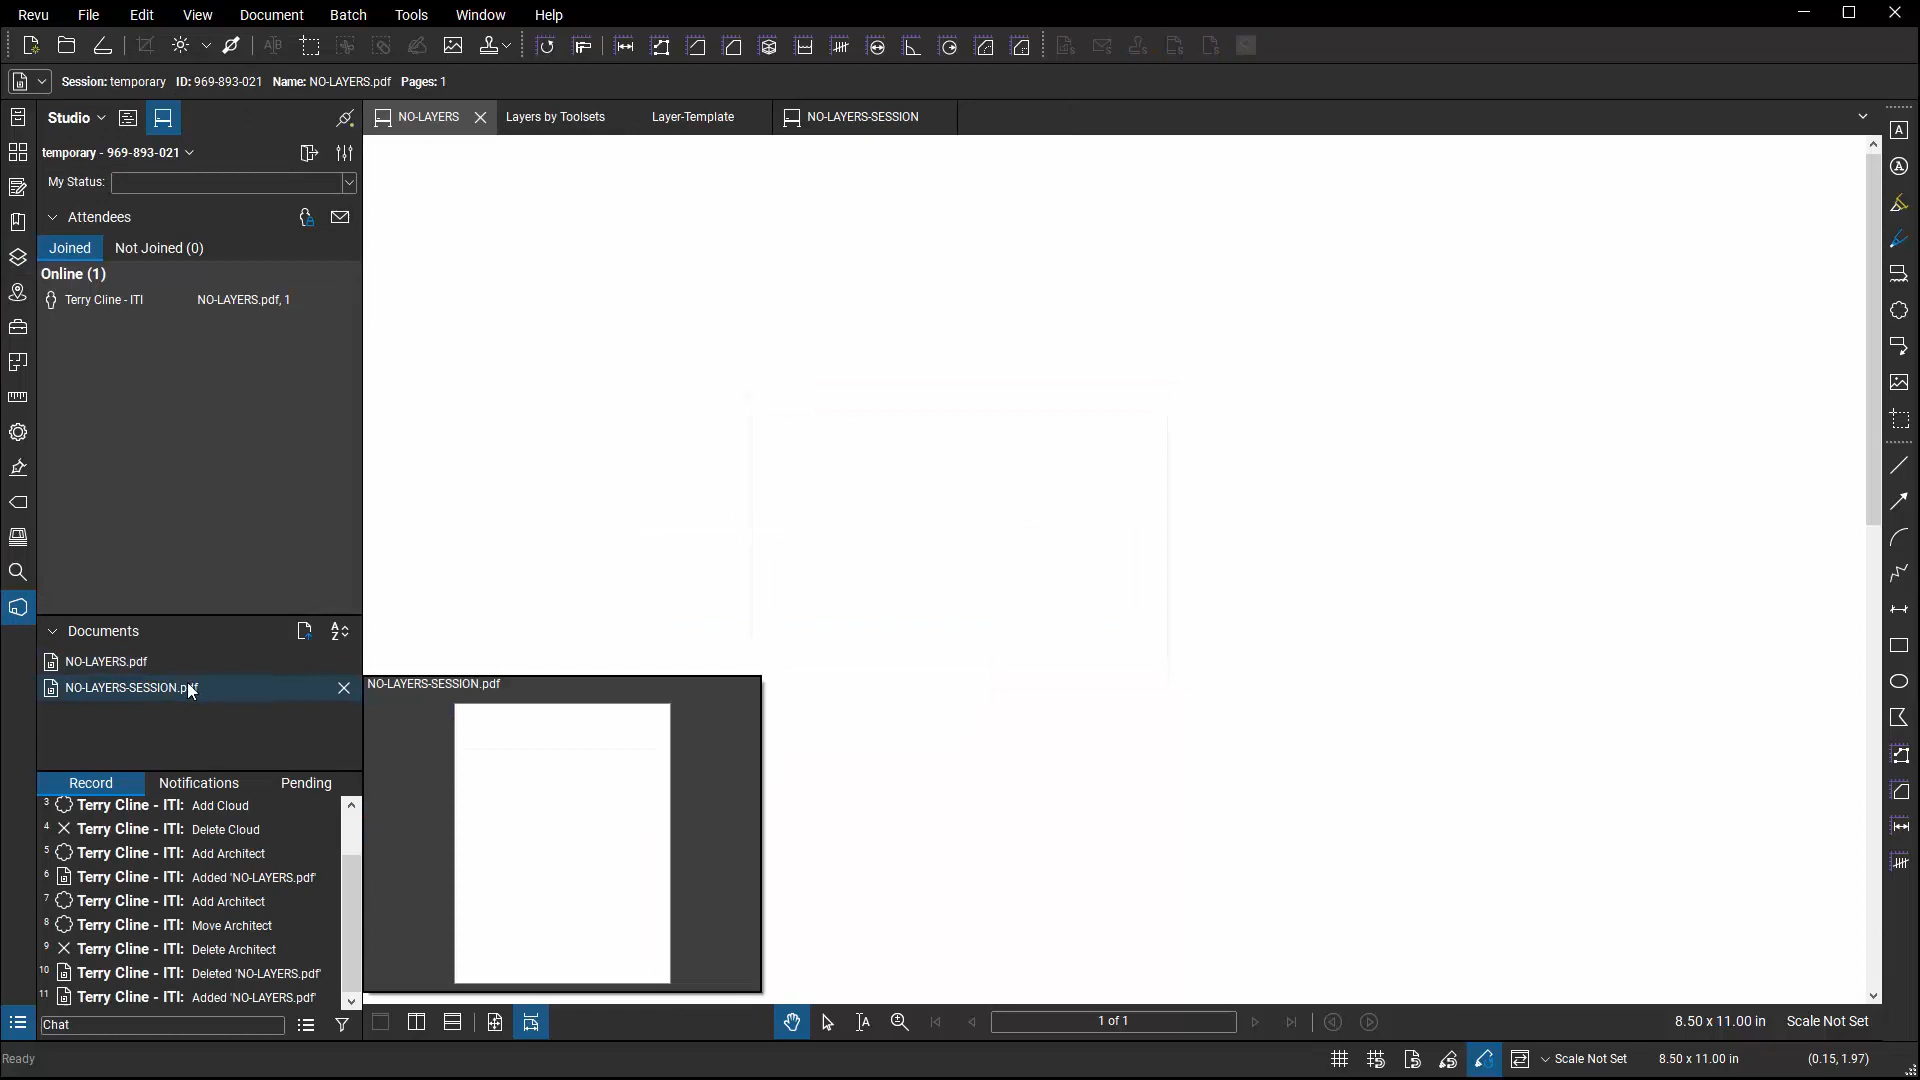 Revu File Edit View Document Batch Tools Window Help
Session: temporary ID: 969-893-021 Name: NO-LAYERS.pdf Pages: 1
Studio
NO-LAYERS Layers by Toolsets Layer-Template NO-LAYERS-SESSION
temporary - 969-893-021
My Status:
Attendees
Joined Not Joined (0)
Online (1)
Terry Cline - ITI NO-LAYERS.pdf, 1
Documents
NO-LAYERS.pdf
NO-LAYERS-SESSION.pdf
NO-LAYERS-SESSION.pdf
Record Notifications Pending
3 Terry Cline - ITI: Add Cloud
4 Terry Cline - ITI: Delete Cloud
5 Terry Cline - ITI: Add Architect
6 Terry Cline - ITI: Added 'NO-LAYERS.pdf'
7 Terry Cline - ITI: Add Architect
8 Terry Cline - ITI: Move Architect
9 Terry Cline - ITI: Delete Architect
10 Terry Cline - ITI: Deleted 'NO-LAYERS.pdf'
11 Terry Cline - ITI: Added 'NO-LAYERS.pdf'
Chat
1 of 1 8.50 x 11.00 in Scale Not Set
Ready Scale Not Set 8.50 x 11.00 in (0.15, 1.97)